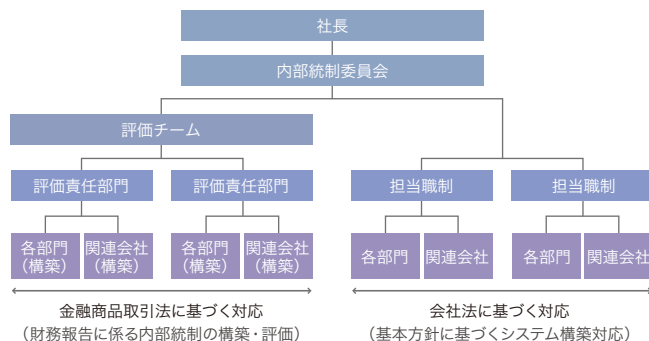 社長
内部統制委員会
評価チーム
評価責任部門 評価責任部門 担当職制 担当職制
各部門 関連会社 各部門 関連会社 各部門 関連会社 各部門 関連会社
（構築） （構築） （構築） （構築）
金融商品取引法に基づく対応 会社法に基づく対応
（財務報告に係る内部統制の構築・評価） （基本方針に基づくシステム構築対応）